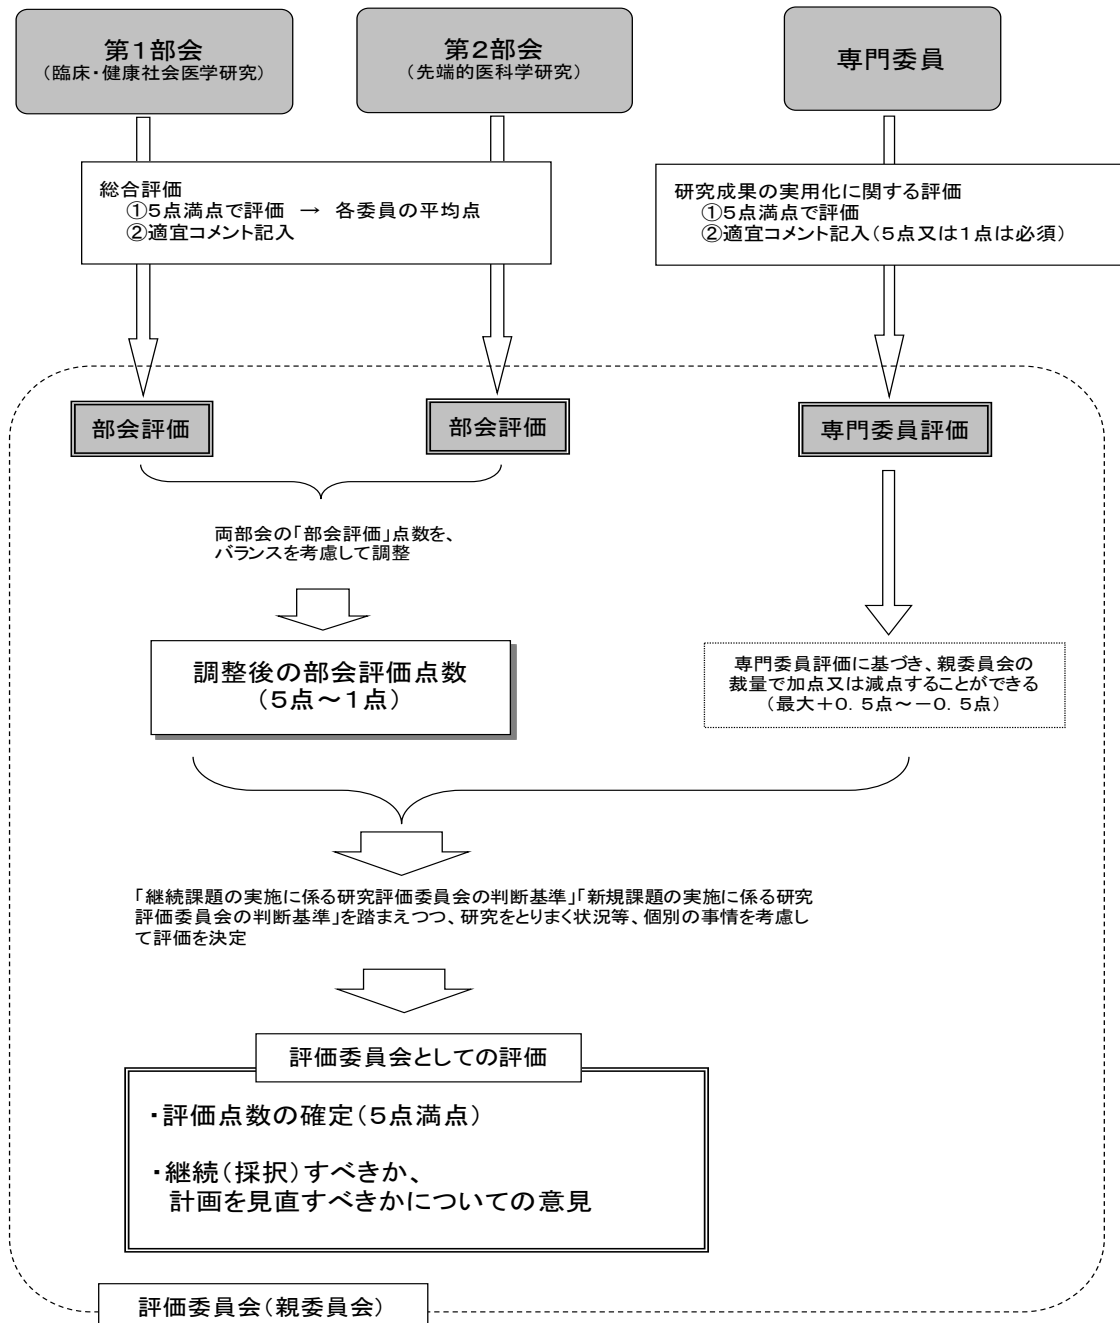 第1部会
(臨床・健康社会医学研究)
第2部会
(先端的医科学研究)
専門委員
総合評価
①5点満点で評価 → 各委員の平均点
②適宜コメント記入
研究成果の実用化に関する評価
①5点満点で評価
②適宜コメント記入(5点又は1点は必須)
部会評価
部会評価
専門委員評価
両部会の「部会評価」点数を、
バランスを考慮して調整
調整後の部会評価点数
(5点～1点)
専門委員評価に基づき、親委員会の
裁量で加点又は減点することができる
(最大+0.5点～-0.5点)
「継続課題の実施に係る研究評価委員会の判断基準」「新規課題の実施に係る研究
評価委員会の判断基準」を踏まえつつ、研究をとりまく状況等、個別の事情を考慮し
て評価を決定
評価委員会としての評価
・評価点数の確定(5点満点)
・継続(採択)すべきか、
計画を見直すべきかについての意見
評価委員会(親委員会)